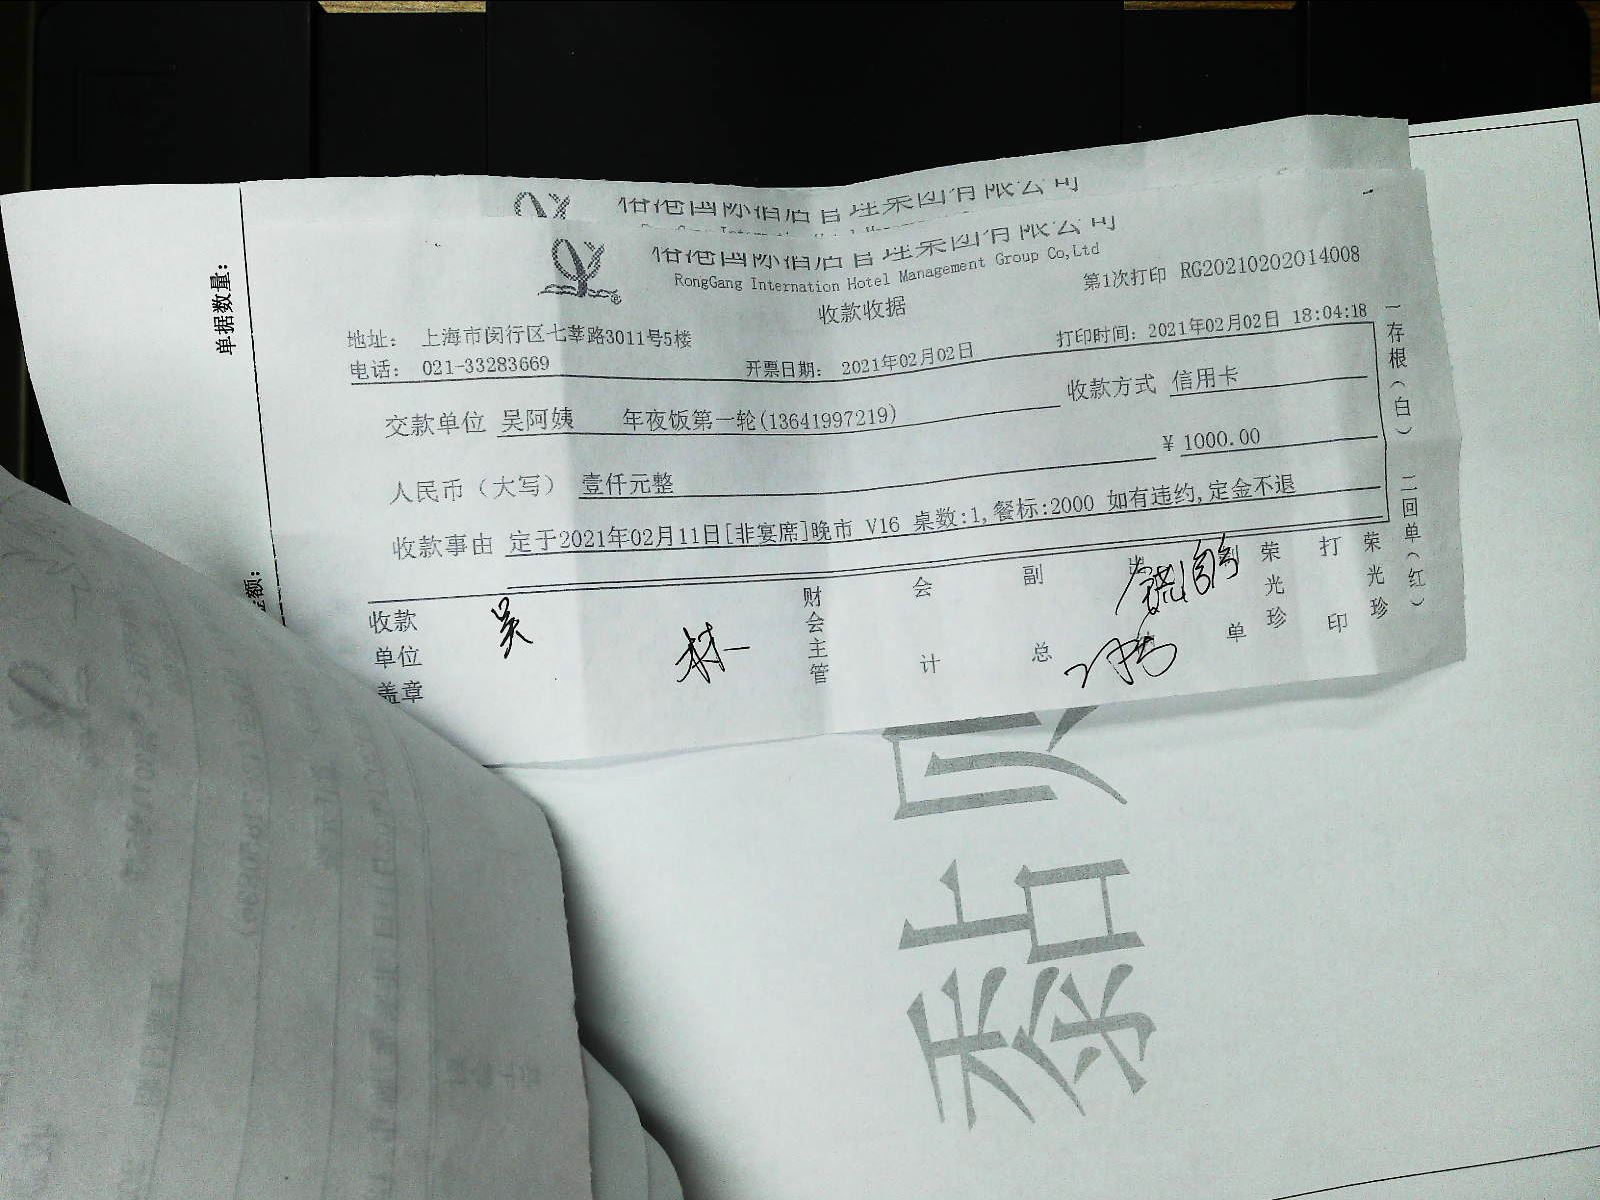 单据数量:
RongGang Internation Hotel Management Group Co,Ltd
收款收据
第1次打印 RG20210202014008
地址: 上海市闵行区七莘路3011号5楼
电话: 021-33283669
开票日期: 2021年02月02日
打印时间: 2021年02月02日 18:04:18
交款单位 吴阿姨 年夜饭第一轮(13641997219)
收款方式 信用卡
人民币(大写) 壹仟元整
¥ 1000.00
收款事由 定于2021年02月11日[非宴席]晚市 V16 桌数:1,餐标:2000 如有违约,定金不退
收款单位盖章
吴
财会主管
会计
副总
单
荣光珍
打印
荣光珍
一存根(白) 二回单(红)
粘